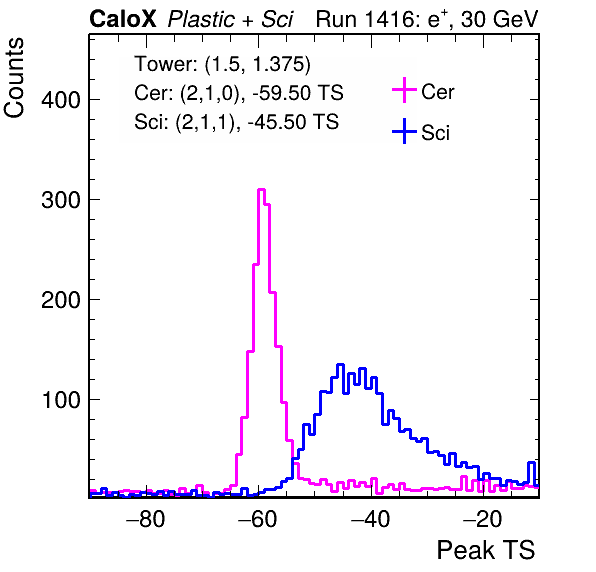 CaloX Plastic + Sci Run 1416: e⁺, 30 GeV
Counts
Tower: (1.5, 1.375)
Cer: (2,1,0), -59.50 TS
Sci: (2,1,1), -45.50 TS
Cer
Sci
400
300
200
100
−80 −60 −40 −20
Peak TS